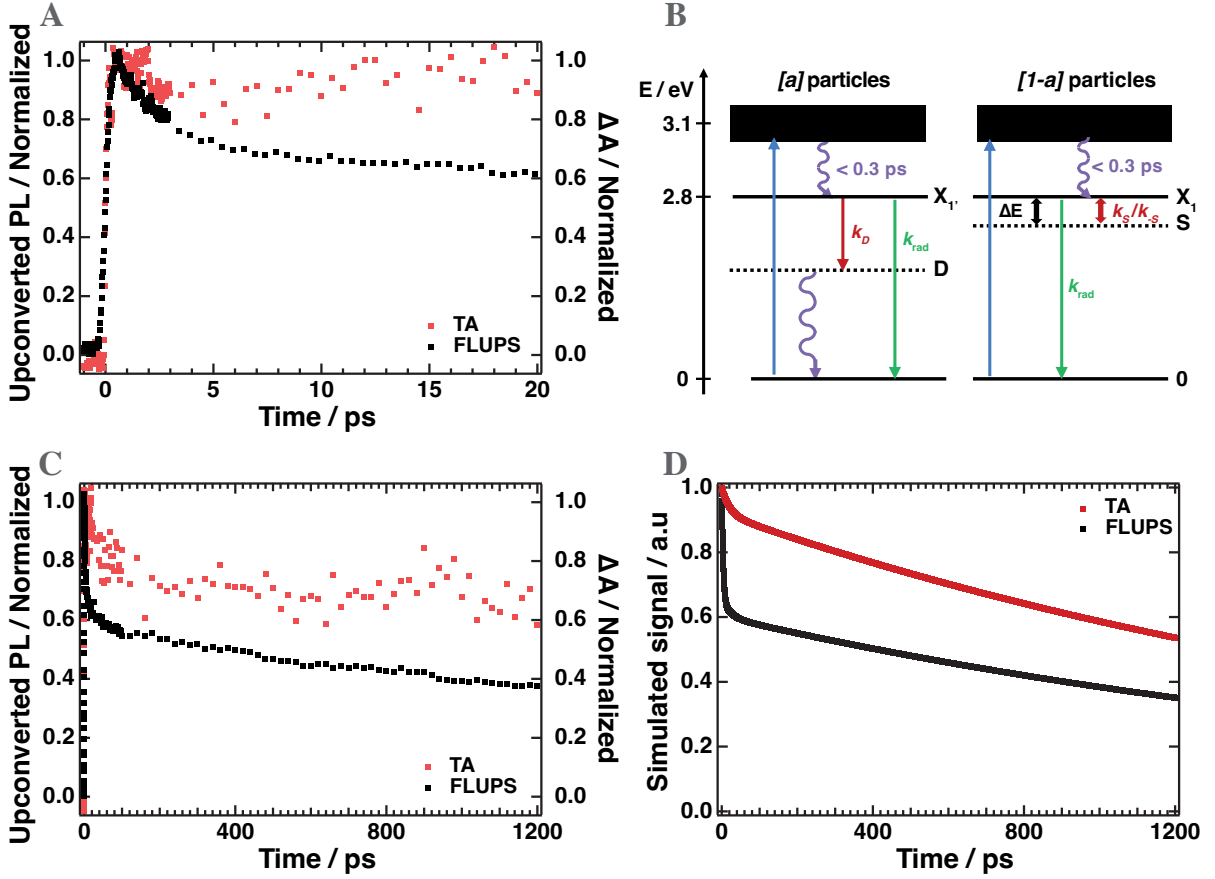 A
Upconverted PL / Normalized
1.0
0.8
0.6
0.4
0.2
0.0
1.0
0.8
0.6
0.4
0.2
0.0
ΔA / Normalized
TA
FLUPS
0 5 10 15 20
Time / ps
B
E / eV
[a] particles
[1-a] particles
3.1
< 0.3 ps
< 0.3 ps
2.8
X1'
X1
ΔE
kS/k-S
S
kD
krad
D
krad
0
0
C
Upconverted PL / Normalized
1.0
0.8
0.6
0.4
0.2
0.0
1.0
0.8
0.6
0.4
0.2
0.0
ΔA / Normalized
TA
FLUPS
0 400 800 1200
Time / ps
D
Simulated signal / a.u
1.0
0.8
0.6
0.4
0.2
0.0
TA
FLUPS
0 400 800 1200
Time / ps